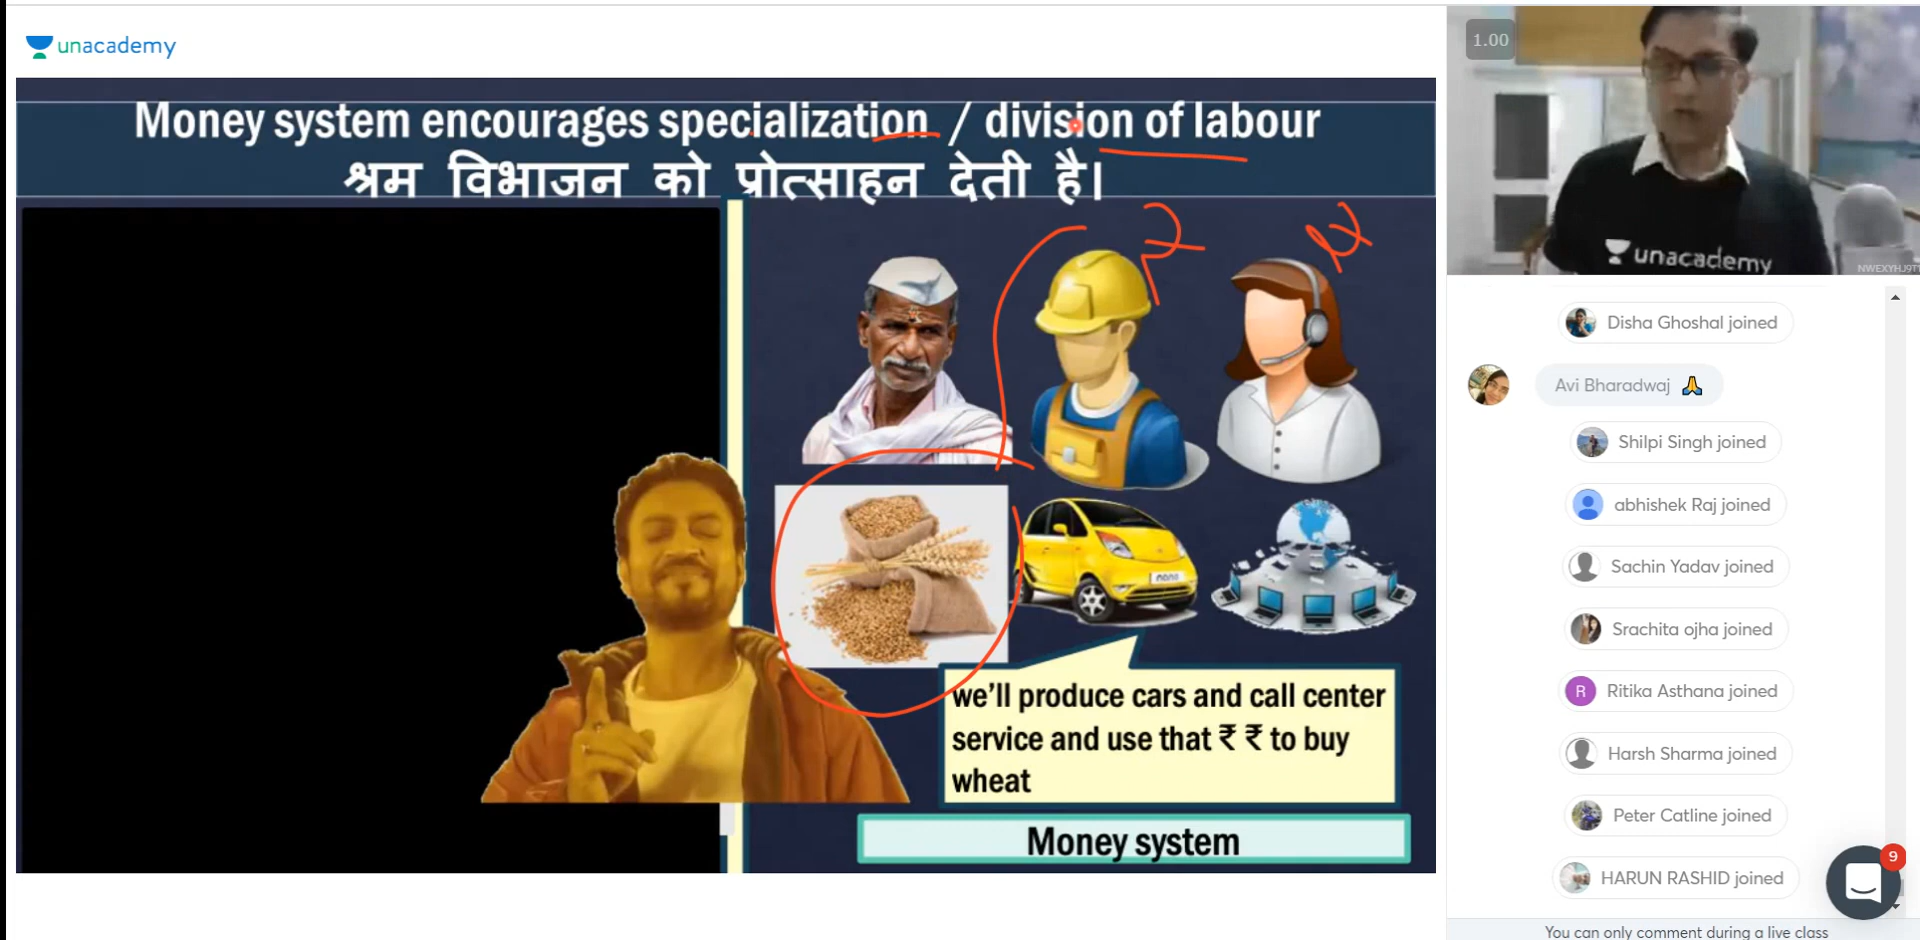 unacademy
Money system encourages specialization / division of labour
श्रम विभाजन को प्रोत्साहन देती है।
nano
we'll produce cars and call center
service and use that ₹ ₹ to buy
wheat
Money system
1.00
unacademy
Disha Ghoshal joined
Avi Bharadwaj 🙏
Shilpi Singh joined
abhishek Raj joined
Sachin Yadav joined
Srachita ojha joined
R Ritika Asthana joined
Harsh Sharma joined
Peter Catline joined
HARUN RASHID joined
9
You can only comment during a live class